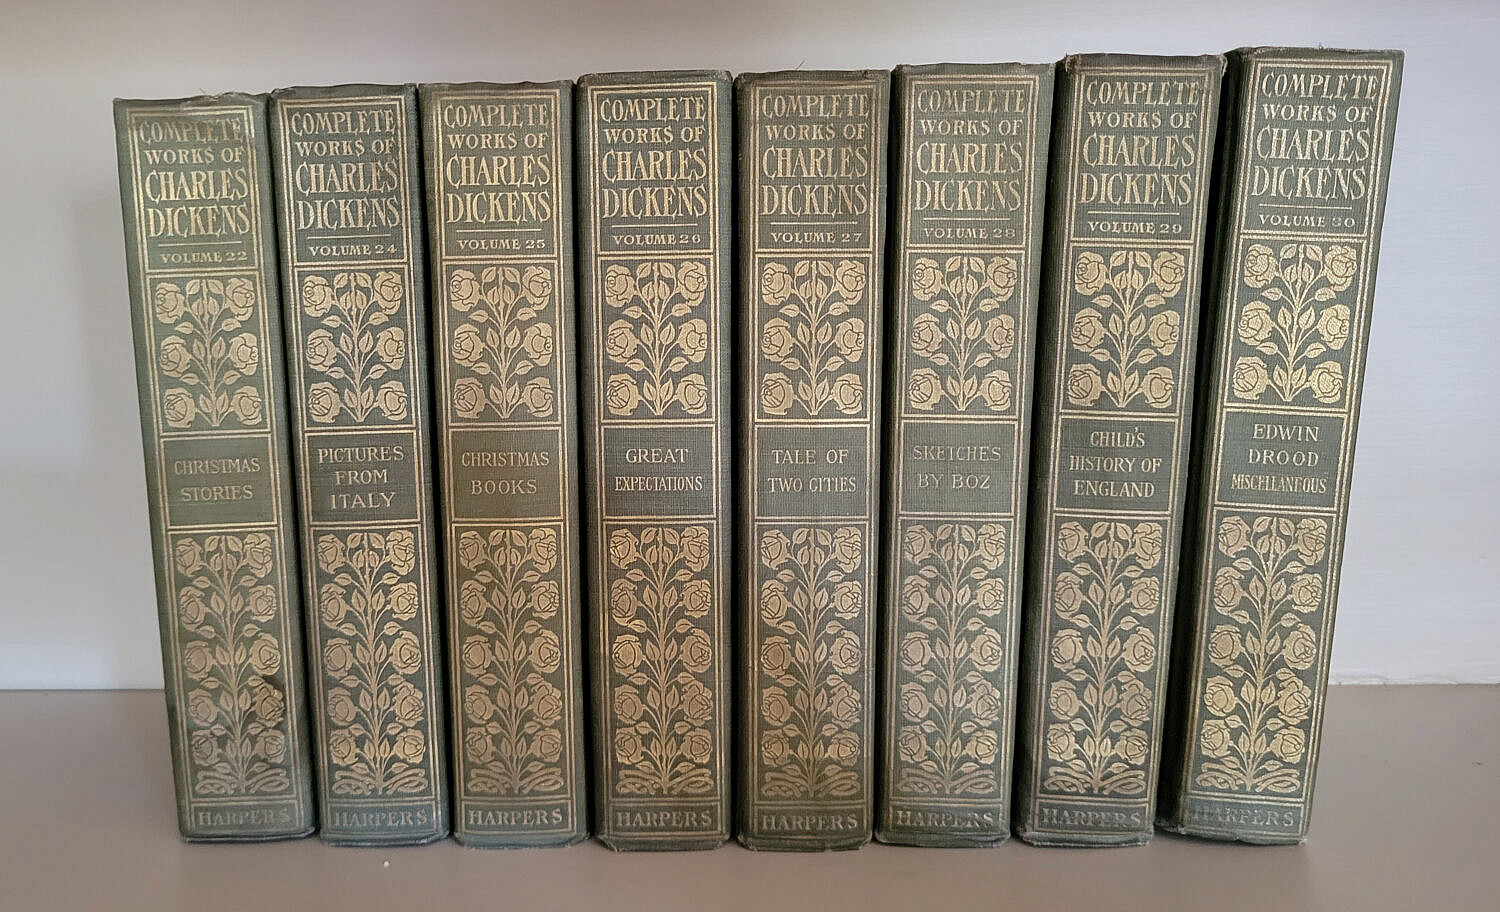 COMPLETE
WORKS OF
CHARLES
DICKENS
VOLUME 22
CHRISTMAS
STORIES
HARPERS
COMPLETE
WORKS OF
CHARLES
DICKENS
VOLUME 24
PICTURES
FROM
ITALY
HARPERS
COMPLETE
WORKS OF
CHARLES
DICKENS
VOLUME 25
CHRISTMAS
BOOKS
HARPERS
COMPLETE
WORKS OF
CHARLES
DICKENS
VOLUME 26
GREAT
EXPECTATIONS
HARPERS
COMPLETE
WORKS OF
CHARLES
DICKENS
VOLUME 27
TALE OF
TWO CITIES
HARPERS
COMPLETE
WORKS OF
CHARLES
DICKENS
VOLUME 28
SKETCHES
BY BOZ
HARPERS
COMPLETE
WORKS OF
CHARLES
DICKENS
VOLUME 29
CHILD'S
HISTORY OF
ENGLAND
HARPERS
COMPLETE
WORKS OF
CHARLES
DICKENS
VOLUME 30
EDWIN
DROOD
MISCELLANEOUS
HARPERS